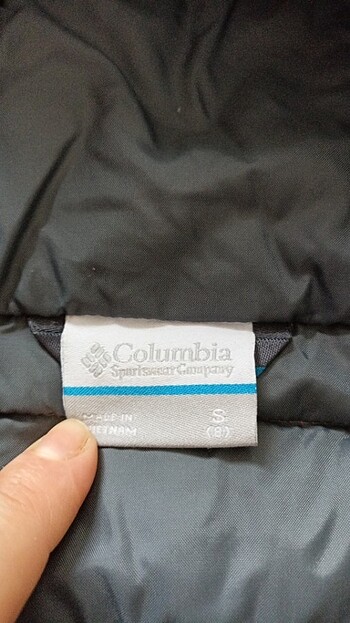 Columbia
Sportswear Company
MADE IN
VIETNAM
S
(8)